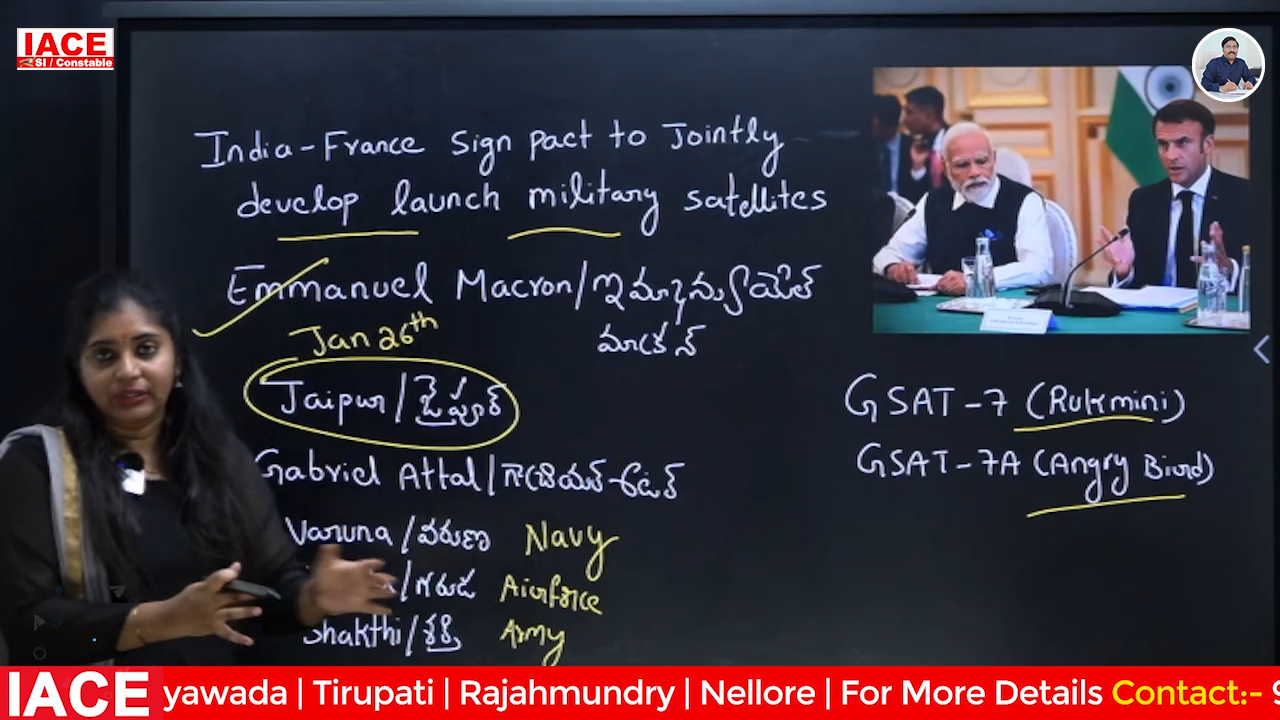 IACE
SI / Constable
India-France sign pact to Jointly
develop launch military satellites
Emmanuel Macron/ఇమాన్యుయేల్
మాక్రన్
Jan 26th
Jaipur/జైపూర్
Gabriel Attal/గాబ్రియల్ అటల్
Varuna/వరుణా Navy
/గరుడ Airforce
Shakthi/శక్తి Army
GSAT-7 (Rukmini)
GSAT-7A (Angry Bird)
IACE yawada | Tirupati | Rajahmundry | Nellore | For More Details Contact:- 9